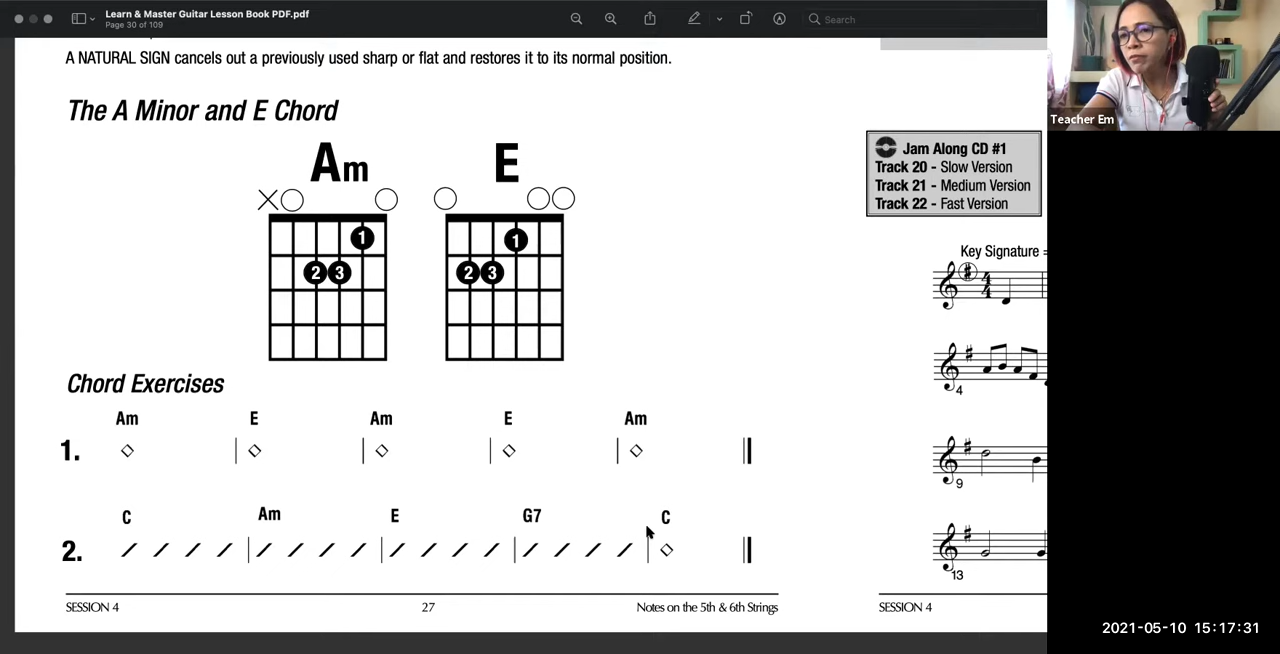 Learn & Master Guitar Lesson Book PDF.pdf
Page 30 of 109
Search
A NATURAL SIGN cancels out a previously used sharp or flat and restores it to its normal position.
The A Minor and E Chord
Am E
1 1
2 3 2 3
Chord Exercises
Am E Am E Am
1.
C Am E G7 C
2.
SESSION 4 27 Notes on the 5th & 6th Strings
Jam Along CD #1
Track 20 - Slow Version
Track 21 - Medium Version
Track 22 - Fast Version
Key Signature =
4
4
4
9
13
SESSION 4
Teacher Em
2021-05-10 15:17:31